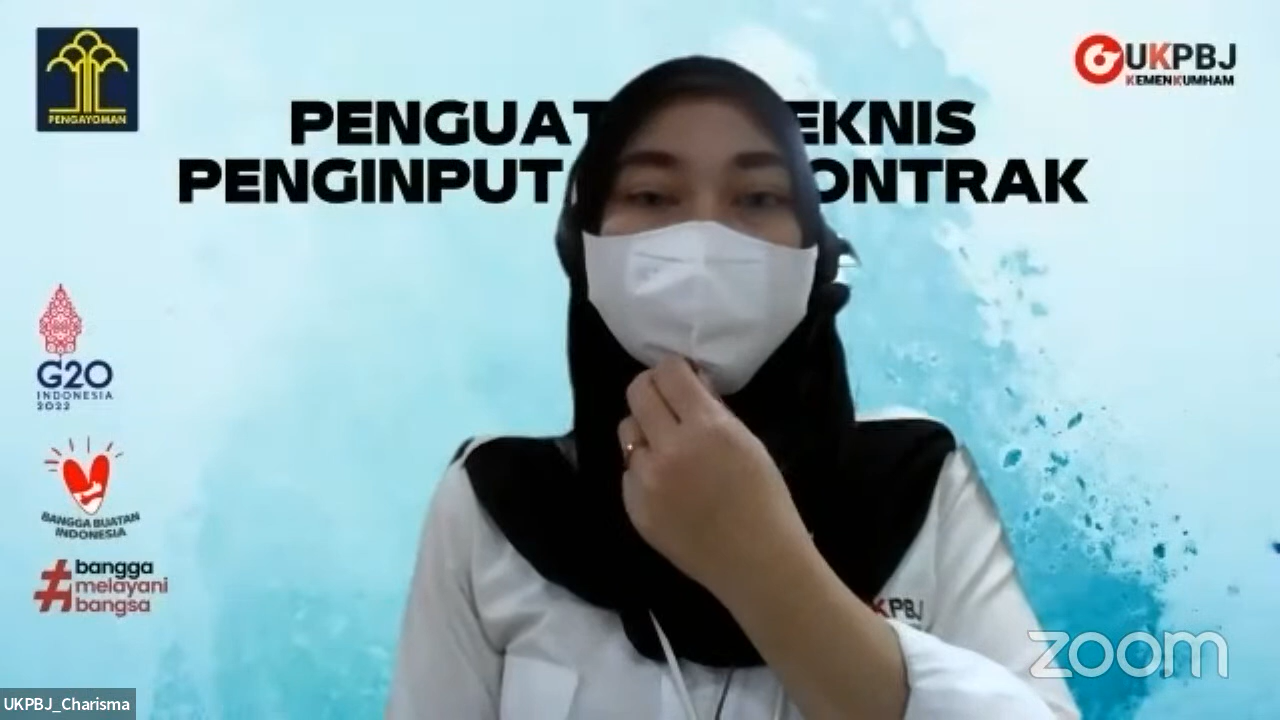 PENGAYOMAN
UKPBJ
KEMENKUMHAM
PENGUAT EKNIS
PENGINPUT ONTRAK
G20
INDONESIA
2022
BANGGA BUATAN
INDONESIA
#bangga
melayani
bangsa
KPBJ
zoom
UKPBJ_Charisma